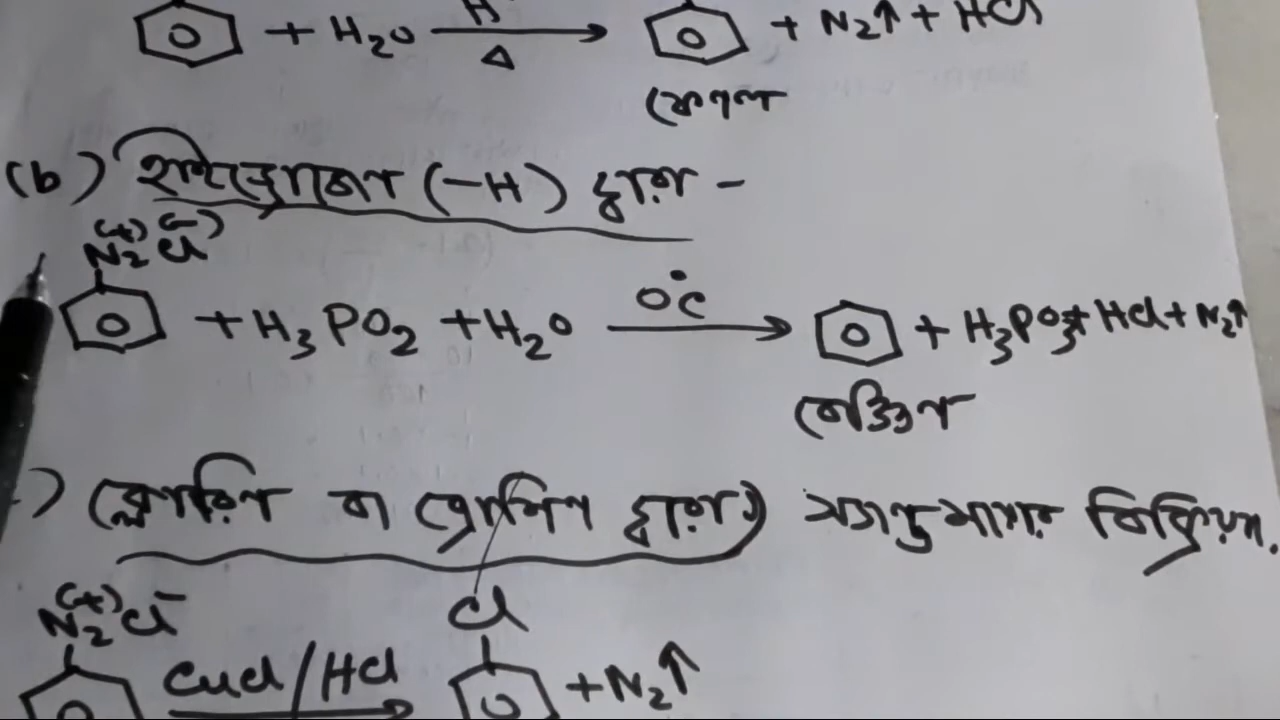 + H₂O H Δ → + N₂↑ + HCl
ফেনল
(b) হাইড্রোজেন (-H) দ্বারা -
N₂(+) Cl(-)
+ H₃PO₂ + H₂O 0°C → + H₃PO₃ + HCl + N₂↑
বেনজিন
) ক্লোরিন বা ব্রোমিন দ্বারা) স্যান্ডমায়ার বিক্রিয়া.
N₂(+) Cl⁻ Cl
CuCl/HCl → + N₂↑